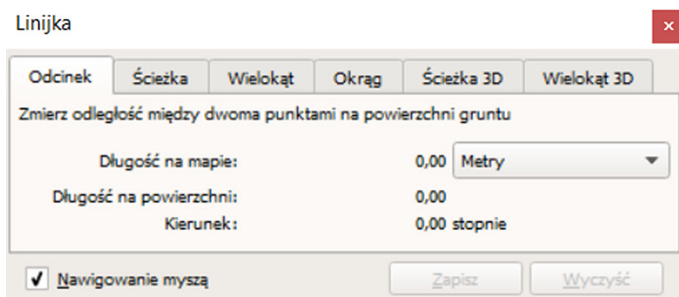 Linijka
Odcinek Ścieżka Wielokąt Okrąg Ścieżka 3D Wielokąt 3D
Zmierz odległość między dwoma punktami na powierzchni gruntu
Długość na mapie: 0,00 Metry
Długość na powierzchni: 0,00
Kierunek: 0,00 stopnie
Nawigowanie myszą Zapisz Wyczyść